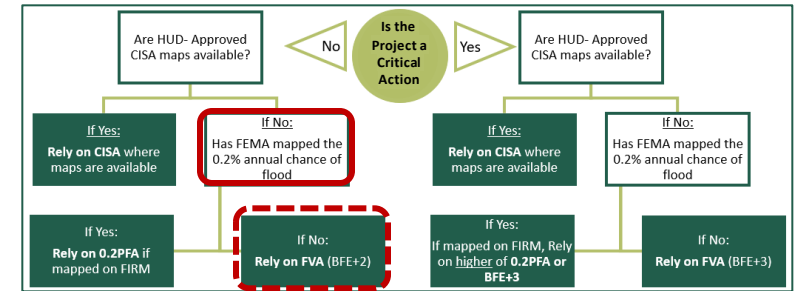 Is the
Project a
Critical
Action
No
Yes
Are HUD- Approved
CISA maps available?
If Yes:
Rely on CISA where
maps are available
If No:
Has FEMA mapped the
0.2% annual chance of
flood
If Yes:
Rely on 0.2PFA if
mapped on FIRM
If No:
Rely on FVA (BFE+2)
Are HUD- Approved
CISA maps available?
If Yes:
Rely on CISA where
maps are available
If No:
Has FEMA mapped the
0.2% annual chance of
flood
If Yes:
If mapped on FIRM, Rely
on higher of 0.2PFA or
BFE+3
If No:
Rely on FVA (BFE+3)